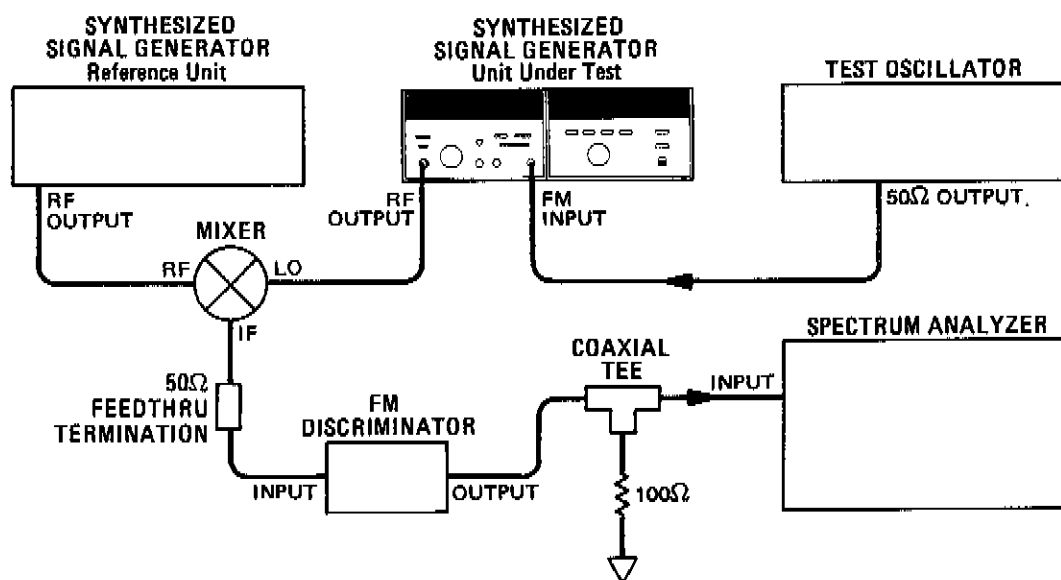 SYNTHESIZED
SIGNAL GENERATOR
Reference Unit
SYNTHESIZED
SIGNAL GENERATOR
Unit Under Test
TEST OSCILLATOR
RF
OUTPUT
RF
OUTPUT
FM
INPUT
50Ω OUTPUT.
MIXER
RF
LO
IF
50Ω
FEEDTHRU
TERMINATION
FM
DISCRIMINATOR
INPUT
OUTPUT
COAXIAL
TEE
100Ω
INPUT
SPECTRUM ANALYZER